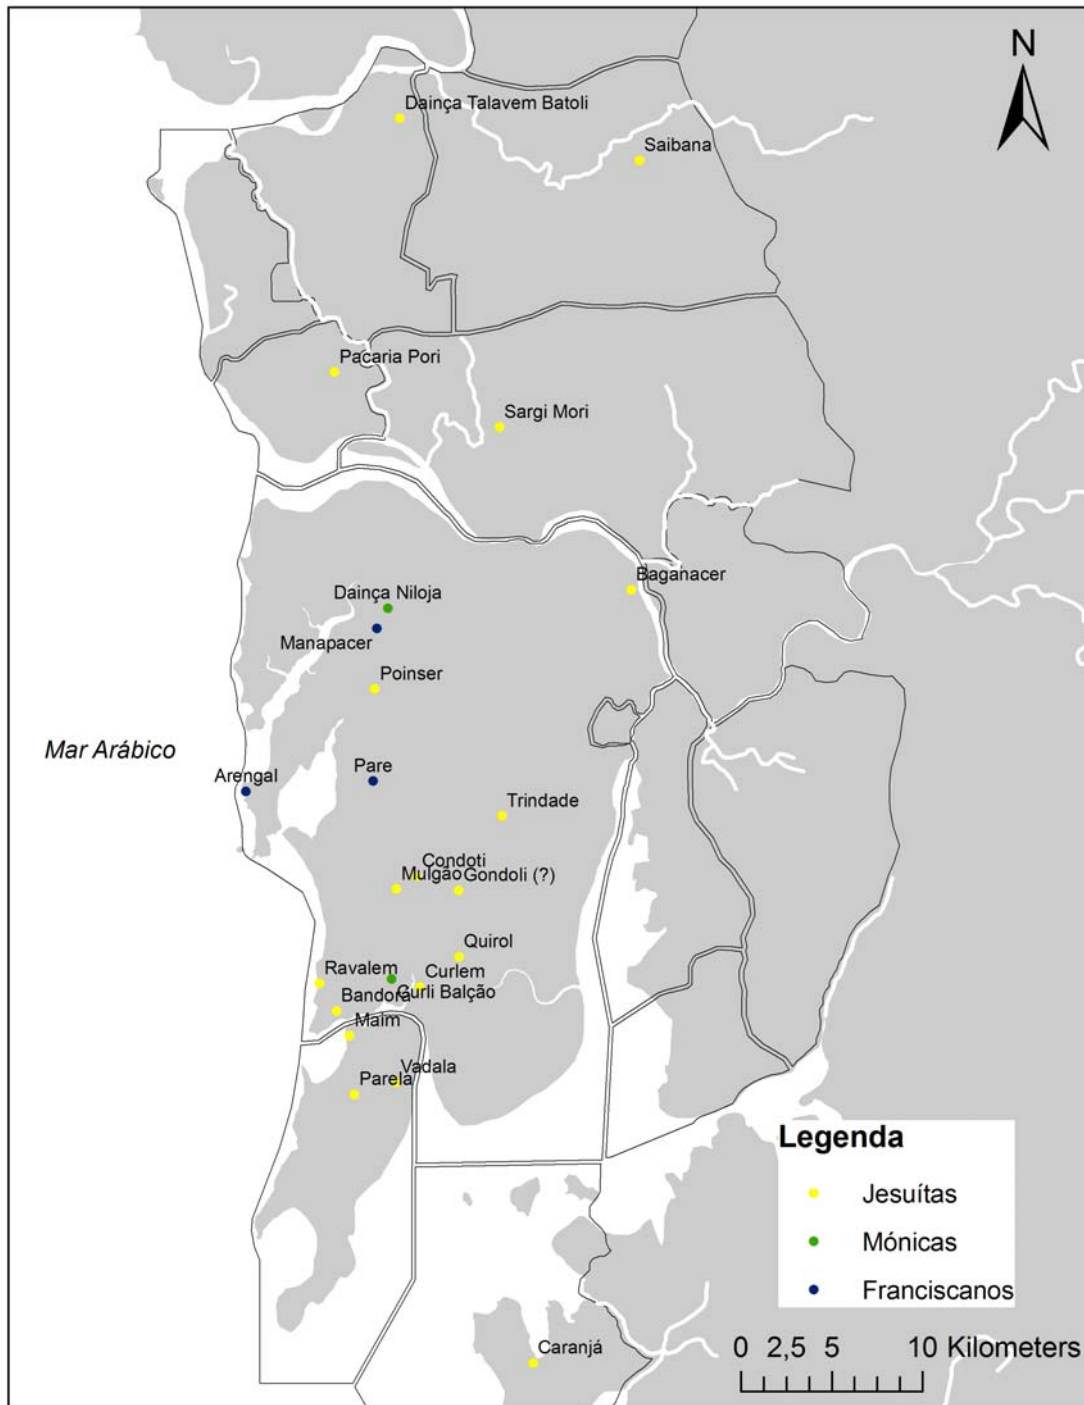 N
Dainça Talavem Batoli
Saibana
Pacaria Pori
Sargi Mori
Baganacer
Dainça Niloja
Manapacer
Poinser
Mar Arábico
Pare
Arengal
Trindade
Condoti
Mulgão
Gondoli (?)
Quirol
Ravalem
Curlem
Bandora
Gurli Balção
Maim
Vadala
Parela
Caranjá
Legenda
Jesuítas
Mónicas
Franciscanos
0 2,5 5 10 Kilometers